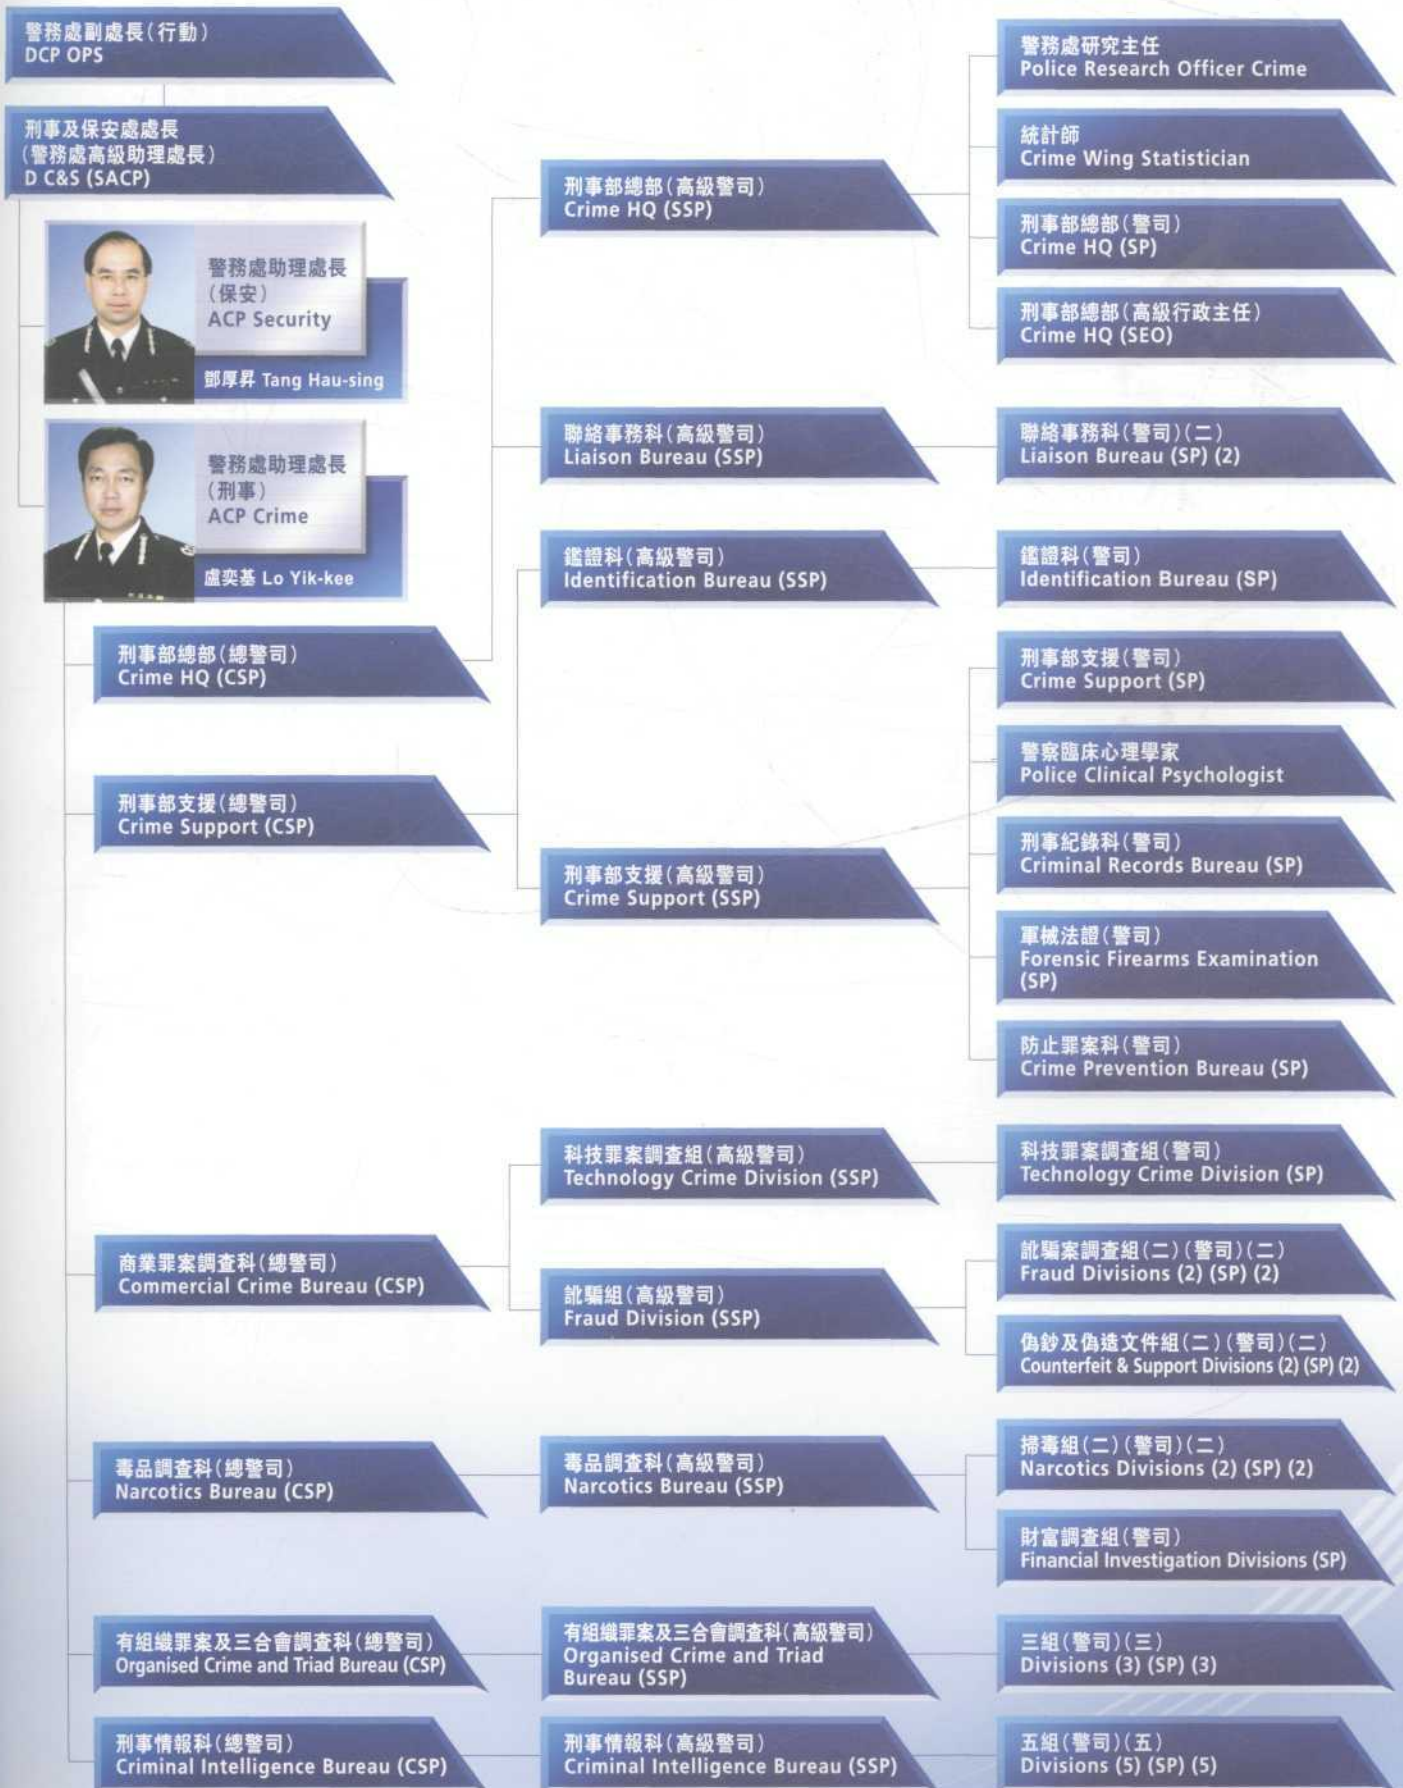 警務處副處長(行動)
DCP OPS
刑事及保安處處長
(警務處高級助理處長)
D C&S (SACP)
警務處助理處長
(保安)
ACP Security
鄧厚昇 Tang Hau-sing
警務處助理處長
(刑事)
ACP Crime
盧奕基 Lo Yik-kee
刑事部總部(總警司)
Crime HQ (CSP)
刑事部支援(總警司)
Crime Support (CSP)
商業罪案調查科(總警司)
Commercial Crime Bureau (CSP)
毒品調查科(總警司)
Narcotics Bureau (CSP)
有組織罪案及三合會調查科(總警司)
Organised Crime and Triad Bureau (CSP)
刑事情報科(總警司)
Criminal Intelligence Bureau (CSP)
刑事部總部(高級警司)
Crime HQ (SSP)
聯絡事務科(高級警司)
Liaison Bureau (SSP)
鑑證科(高級警司)
Identification Bureau (SSP)
刑事部支援(高級警司)
Crime Support (SSP)
科技罪案調查組(高級警司)
Technology Crime Division (SSP)
訛騙組(高級警司)
Fraud Division (SSP)
毒品調查科(高級警司)
Narcotics Bureau (SSP)
有組織罪案及三合會調查科(高級警司)
Organised Crime and Triad
Bureau (SSP)
刑事情報科(高級警司)
Criminal Intelligence Bureau (SSP)
警務處研究主任
Police Research Officer Crime
統計師
Crime Wing Statistician
刑事部總部(警司)
Crime HQ (SP)
刑事部總部(高級行政主任)
Crime HQ (SEO)
聯絡事務科(警司)(二)
Liaison Bureau (SP) (2)
鑑證科(警司)
Identification Bureau (SP)
刑事部支援(警司)
Crime Support (SP)
警察臨床心理學家
Police Clinical Psychologist
刑事紀錄科(警司)
Criminal Records Bureau (SP)
軍械法證(警司)
Forensic Firearms Examination
(SP)
防止罪案科(警司)
Crime Prevention Bureau (SP)
科技罪案調查組(警司)
Technology Crime Division (SP)
訛騙案調查組(二)(警司)(二)
Fraud Divisions (2) (SP) (2)
偽鈔及偽造文件組(二)(警司)(二)
Counterfeit & Support Divisions (2) (SP) (2)
掃毒組(二)(警司)(二)
Narcotics Divisions (2) (SP) (2)
財富調查組(警司)
Financial Investigation Divisions (SP)
三組(警司)(三)
Divisions (3) (SP) (3)
五組(警司)(五)
Divisions (5) (SP) (5)